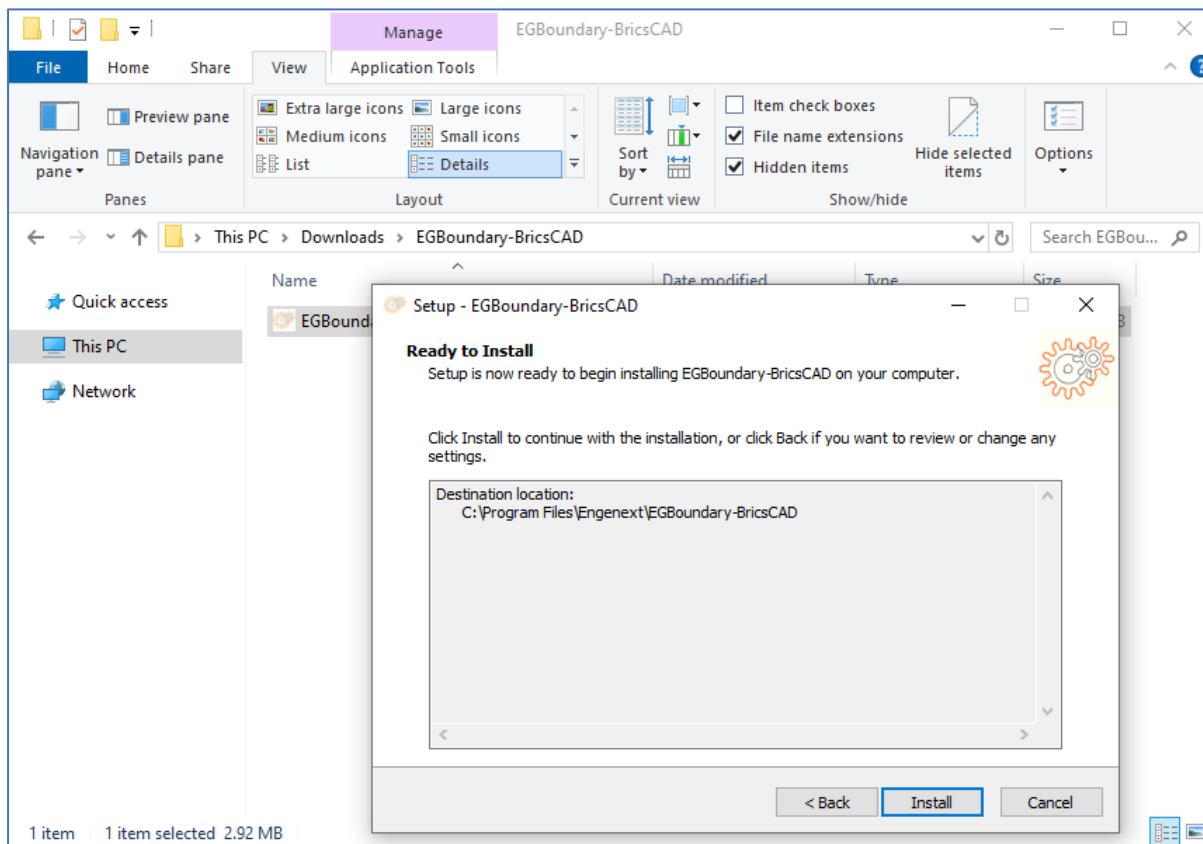 Manage
EGBoundary-BricsCAD
File Home Share View Application Tools
Navigation pane
Preview pane
Details pane
Panes
Extra large icons Large icons
Medium icons Small icons
List Details
Layout
Sort by
Current view
Item check boxes
File name extensions
Hidden items
Hide selected items
Show/hide
Options
This PC > Downloads > EGBoundary-BricsCAD
Search EGBou...
Name Date modified Type Size
Quick access
This PC
Network
EGBound
Setup - EGBoundary-BricsCAD
Ready to Install
Setup is now ready to begin installing EGBoundary-BricsCAD on your computer.
Click Install to continue with the installation, or click Back if you want to review or change any
settings.
Destination location:
C:\Program Files\Engenext\EGBoundary-BricsCAD
< Back Install Cancel
1 item 1 item selected 2.92 MB